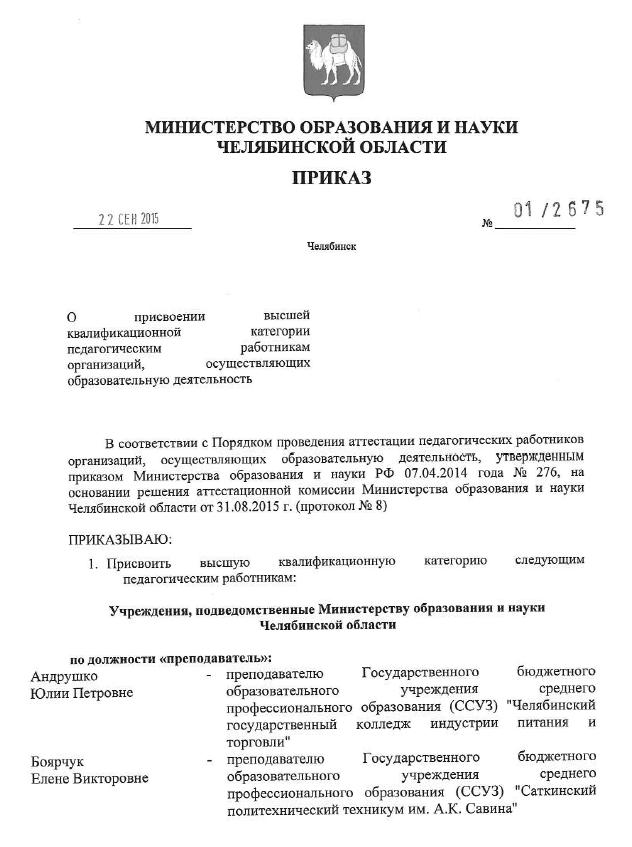 МИНИСТЕРСТВО ОБРАЗОВАНИЯ И НАУКИ
ЧЕЛЯБИНСКОЙ ОБЛАСТИ
ПРИКАЗ
22 СЕН 2015
№ 01/2675
Челябинск
О присвоении высшей
квалификационной категории
педагогическим работникам
организаций, осуществляющих
образовательную деятельность
В соответствии с Порядком проведения аттестации педагогических работников
организаций, осуществляющих образовательную деятельность, утвержденным
приказом Министерства образования и науки РФ 07.04.2014 года № 276, на
основании решения аттестационной комиссии Министерства образования и науки
Челябинской области от 31.08.2015 г. (протокол № 8)
ПРИКАЗЫВАЮ:
1. Присвоить высшую квалификационную категорию следующим
педагогическим работникам:
Учреждения, подведомственные Министерству образования и науки
Челябинской области
по должности «преподаватель»:
Андрушко - преподавателю Государственного бюджетного
Юлии Петровне образовательного учреждения среднего
профессионального образования (ССУЗ) "Челябинский
государственный колледж индустрии питания и
торговли"
Боярчук - преподавателю Государственного бюджетного
Елене Викторовне образовательного учреждения среднего
профессионального образования (ССУЗ) "Саткинский
политехнический техникум им. А.К. Савина"